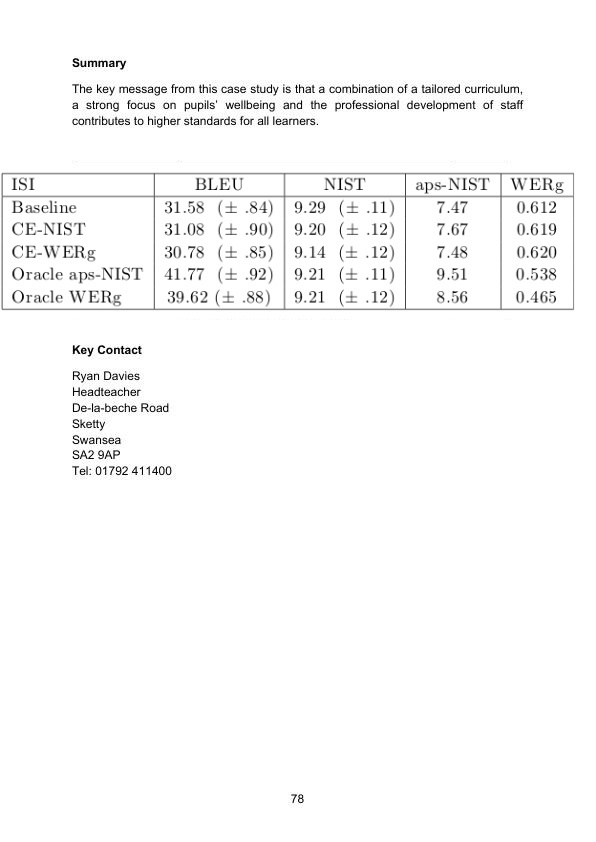 Summary
The key message from this case study is that a combination of a tailored curriculum,
a strong focus on pupils’ wellbeing and the professional development of staff
contributes to higher standards for all learners.
ISI BLEU NIST aps-NIST WERg
Baseline 31.58 (± .84) 9.29 (± .11) 7.47 0.612
CE-NIST 31.08 (± .90) 9.20 (± .12) 7.67 0.619
CE-WERg 30.78 (± .85) 9.14 (± .12) 7.48 0.620
Oracle aps-NIST 41.77 (± .92) 9.21 (± .11) 9.51 0.538
Oracle WERg 39.62 (± .88) 9.21 (± .12) 8.56 0.465
Key Contact
Ryan Davies
Headteacher
De-la-beche Road
Sketty
Swansea
SA2 9AP
Tel: 01792 411400
78